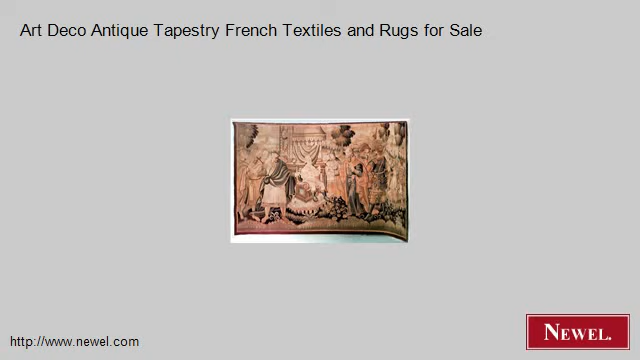 Art Deco Antique Tapestry French Textiles and Rugs for Sale
http://www.newel.com
NEWEL.